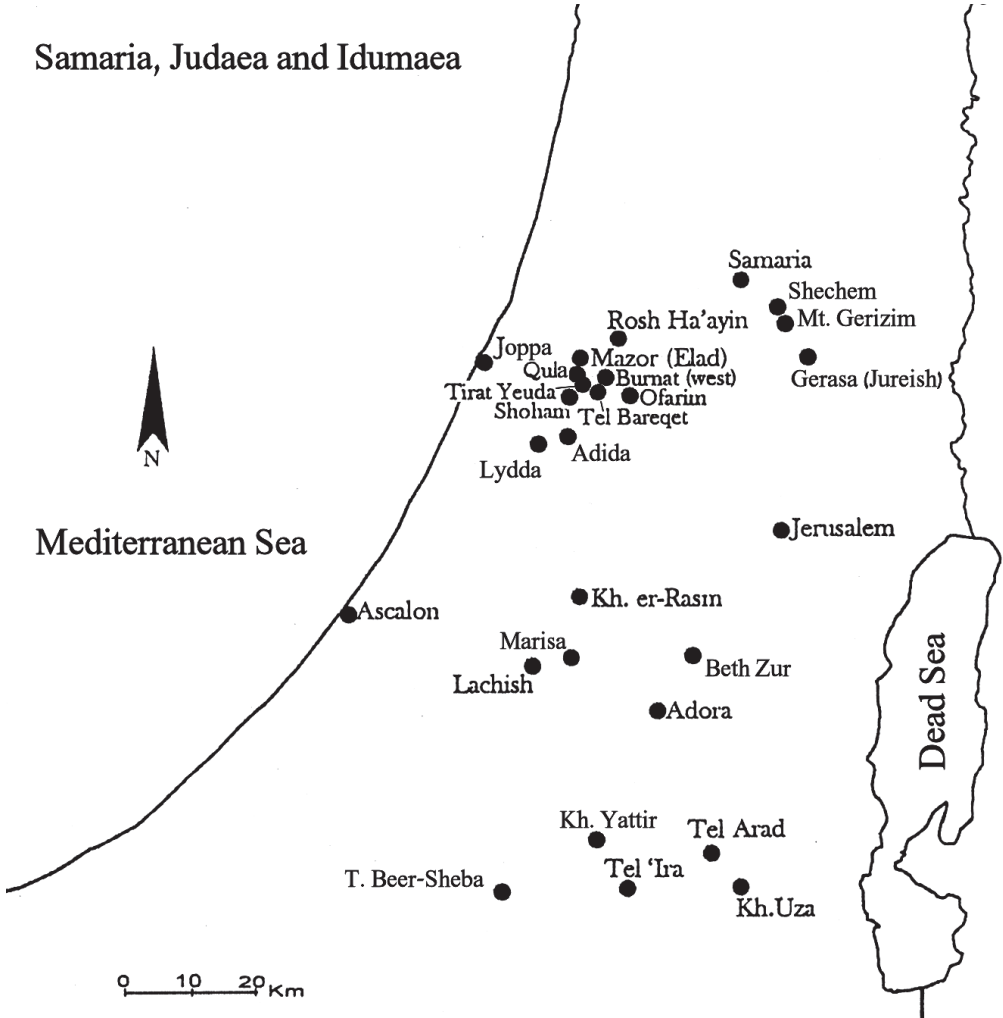 Samaria, Judaea and Idumaea
Samaria
Shechem
Mt. Gerizim
Rosh Ha’ayin
Joppa
Mazor (Elad)
Gerasa (Jureish)
Qula
Burnat (west)
Tirat Yeuda
Ofarim
Shoham
Tel Bareqet
Adida
Lydda
N
Jerusalem
Mediterranean Sea
Kh. er-Rasm
Ascalon
Marisa
Beth Zur
Lachish
Adora
Dead Sea
Kh. Yattir
Tel Arad
Tel ‘Ira
T. Beer-Sheba
Kh.Uza
0 10 20 Km